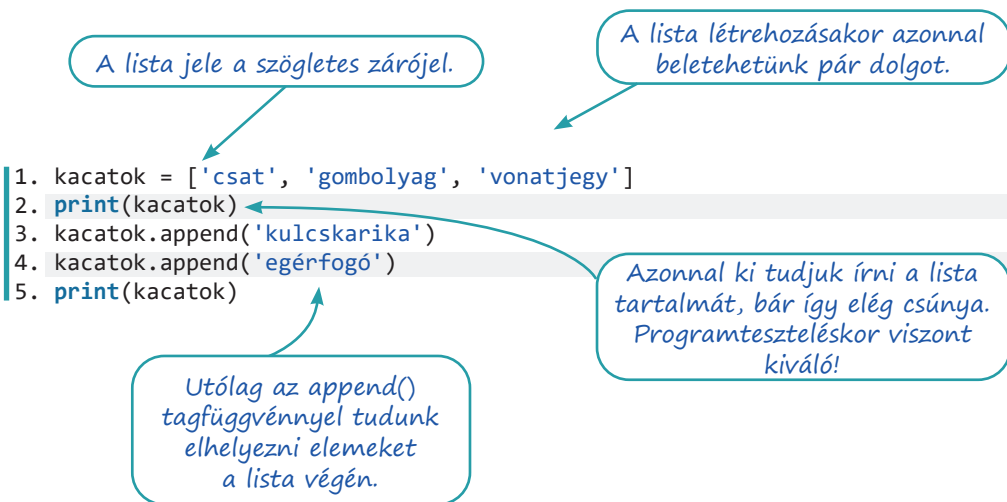 A lista jele a szögletes zárójel.
A lista létrehozásakor azonnal
beletehetünk pár dolgot.
1. kacatok = ['csat', 'gombolyag', 'vonatjegy']
2. print(kacatok)
3. kacatok.append('kulcskarika')
4. kacatok.append('egérfogó')
5. print(kacatok)
Azonnal ki tudjuk írni a lista
tartalmát, bár így elég csúnya.
Programteszteléskor viszont
kiváló!
Utólag az append()
tagfüggvénnyel tudunk
elhelyezni elemeket
a lista végén.